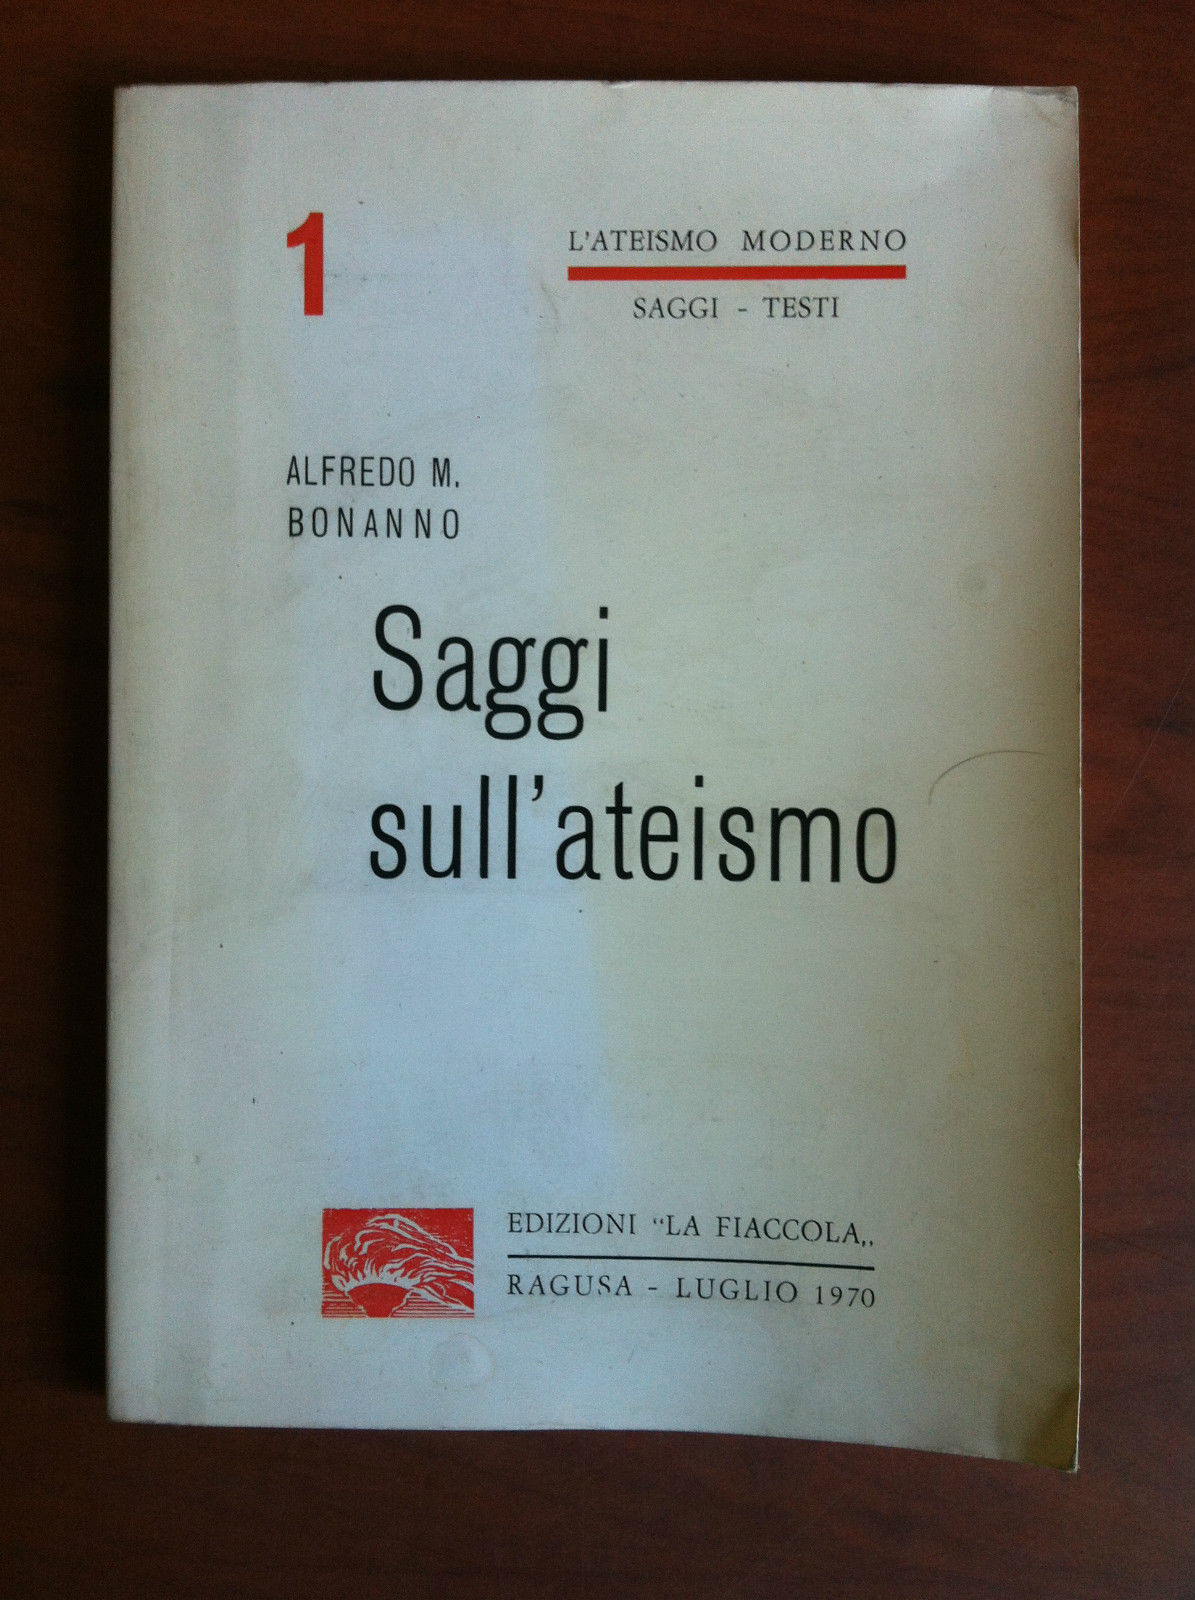 1
L'ATEISMO MODERNO
SAGGI - TESTI
ALFREDO M.
BONANNO
Saggi
sull'ateismo
EDIZIONI “LA FIACCOLA„
RAGUSA - LUGLIO 1970